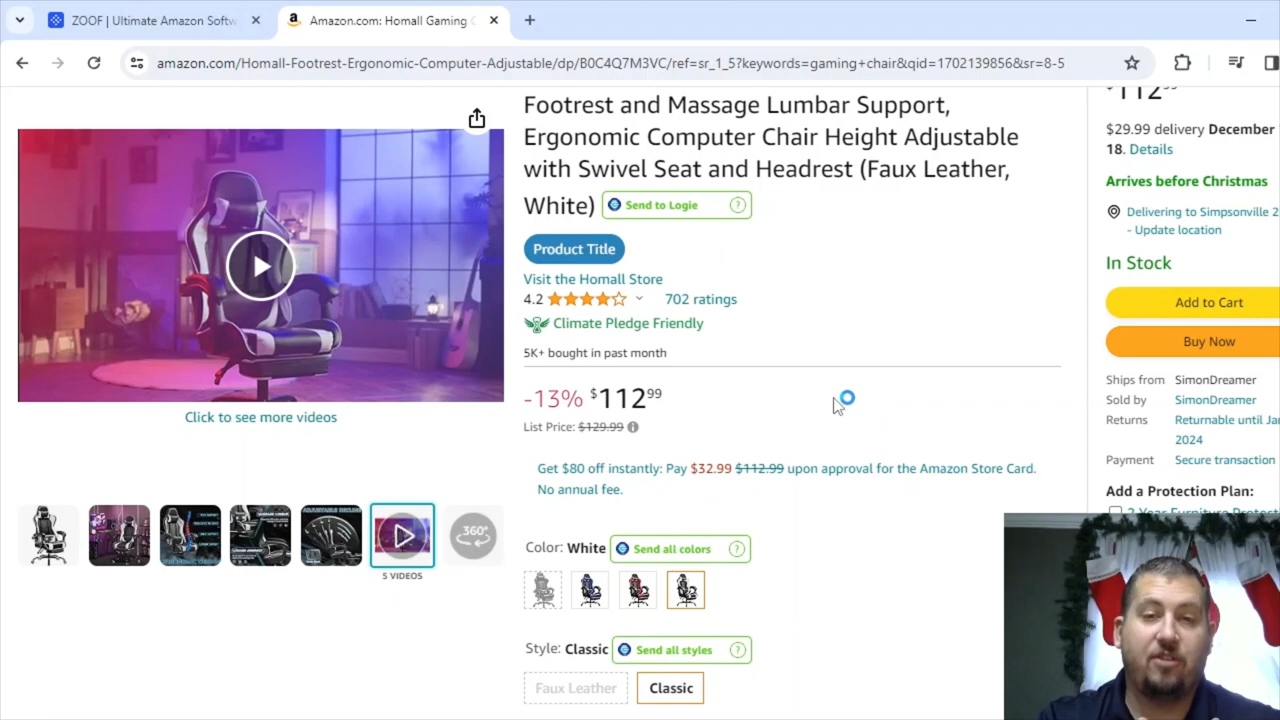 ZOOF | Ultimate Amazon Softw
Amazon.com: Homall Gaming C
amazon.com/Homall-Footrest-Ergonomic-Computer-Adjustable/dp/B0C4Q7M3VC/ref=sr_1_5?keywords=gaming+chair&qid=1702139856&sr=8-5
Footrest and Massage Lumbar Support,
Ergonomic Computer Chair Height Adjustable
with Swivel Seat and Headrest (Faux Leather,
White) Send to Logie ?
Product Title
Visit the Homall Store
4.2 702 ratings
Climate Pledge Friendly
5K+ bought in past month
-13% $112 99
List Price: $129.99
Get $80 off instantly: Pay $32.99 $112.99 upon approval for the Amazon Store Card.
No annual fee.
Color: White Send all colors ?
Style: Classic Send all styles ?
Faux Leather Classic
Click to see more videos
360°
5 VIDEOS
$112 99
$29.99 delivery December
18. Details
Arrives before Christmas
Delivering to Simpsonville 2
- Update location
In Stock
Add to Cart
Buy Now
Ships from SimonDreamer
Sold by SimonDreamer
Returns Returnable until Jan
2024
Payment Secure transaction
Add a Protection Plan: